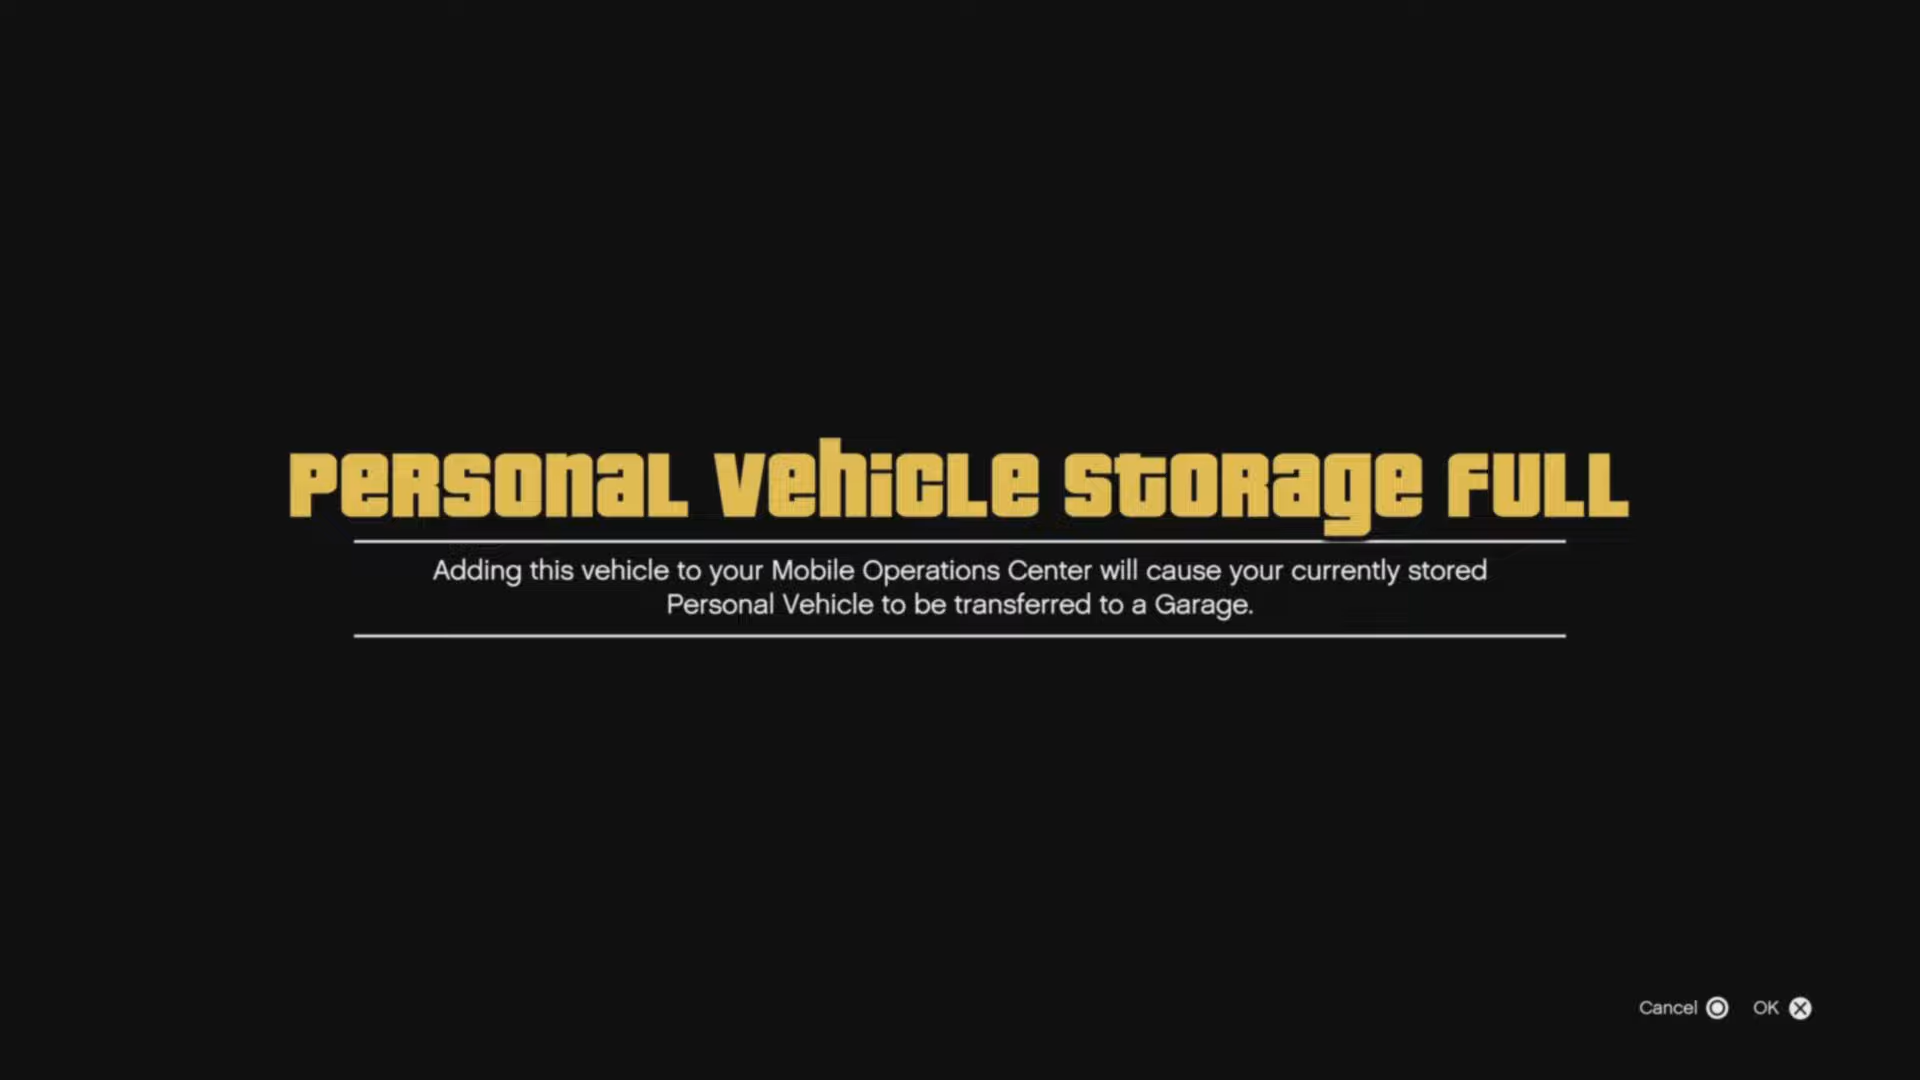 Personal Vehicle Storage Full
Adding this vehicle to your Mobile Operations Center will cause your currently stored
Personal Vehicle to be transferred to a Garage.
Cancel OK